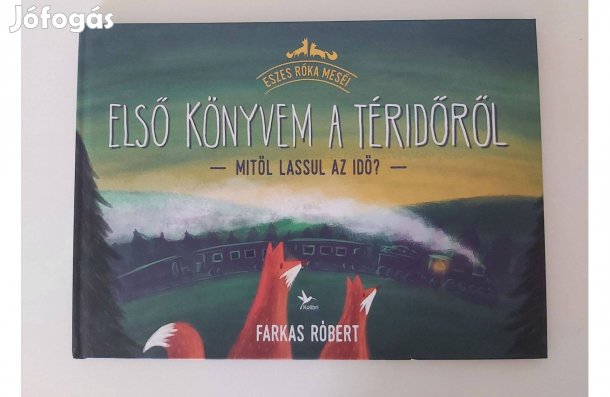 Jófogás
ESZES RÓKA MESÉI
ELSŐ KÖNYVEM A TÉRIDŐRŐL
— MITŐL LASSUL AZ IDŐ? —
Kolibri
FARKAS RÓBERT